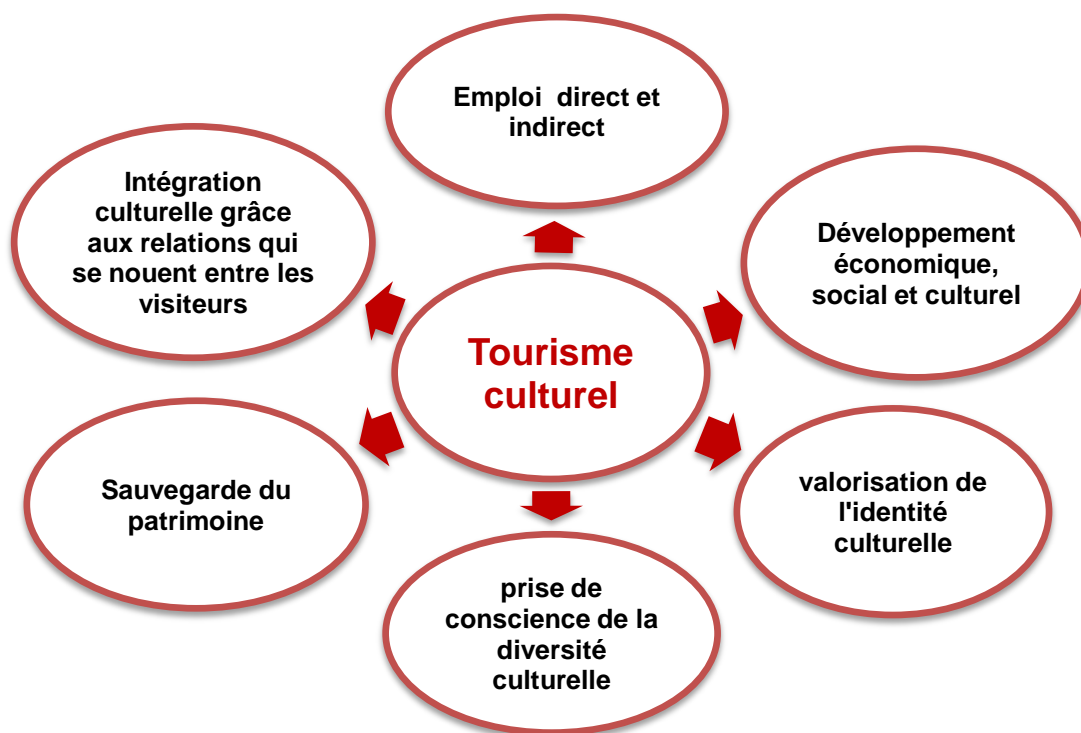 Emploi direct et
indirect
Intégration
culturelle grâce
aux relations qui
se nouent entre les
visiteurs
Développement
économique,
social et culturel
Tourisme
culturel
Sauvegarde du
patrimoine
valorisation de
l'identité
culturelle
prise de
conscience de la
diversité
culturelle